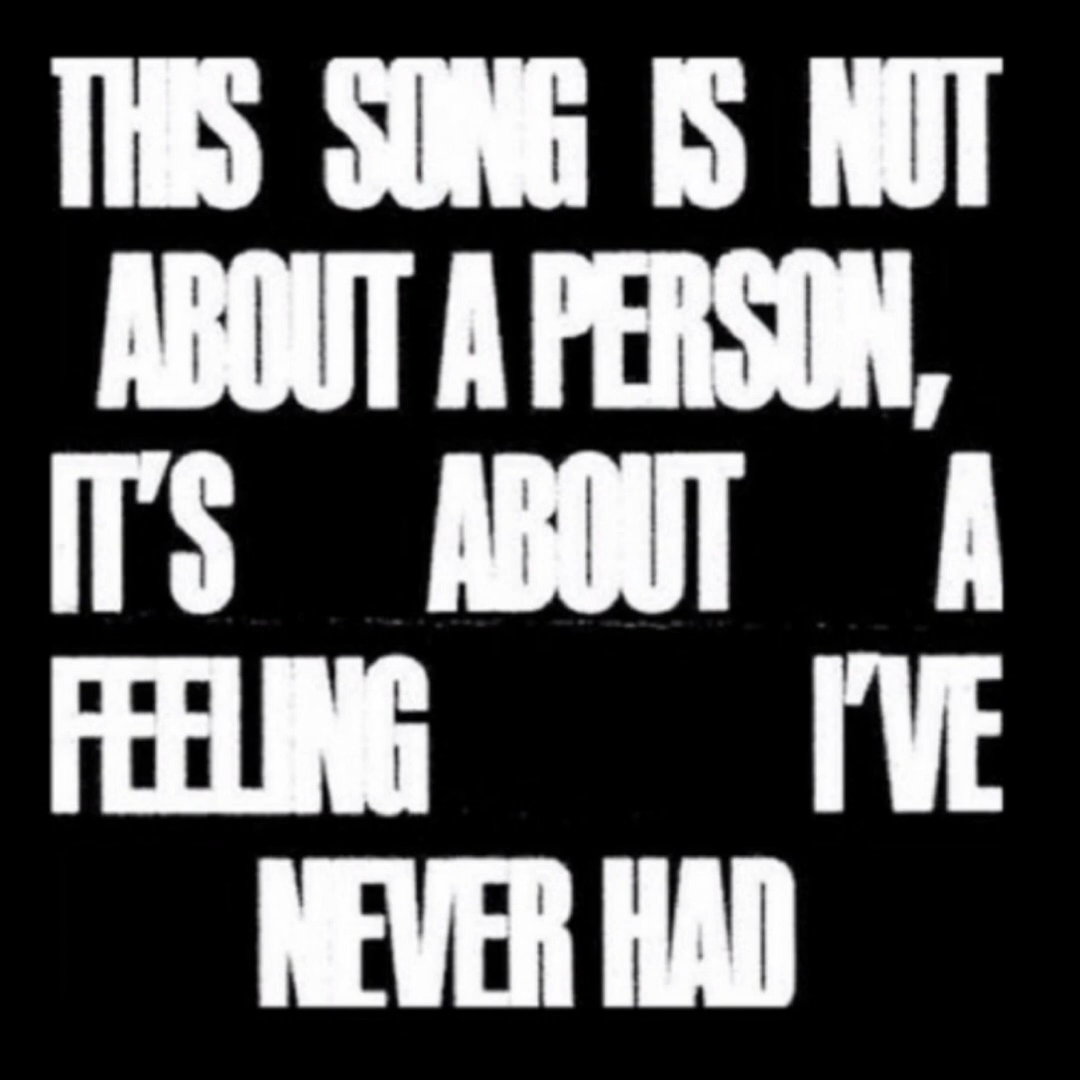 THIS SONG IS NOT
ABOUT A PERSON,
IT'S ABOUT A
FEELING I'VE
NEVER HAD